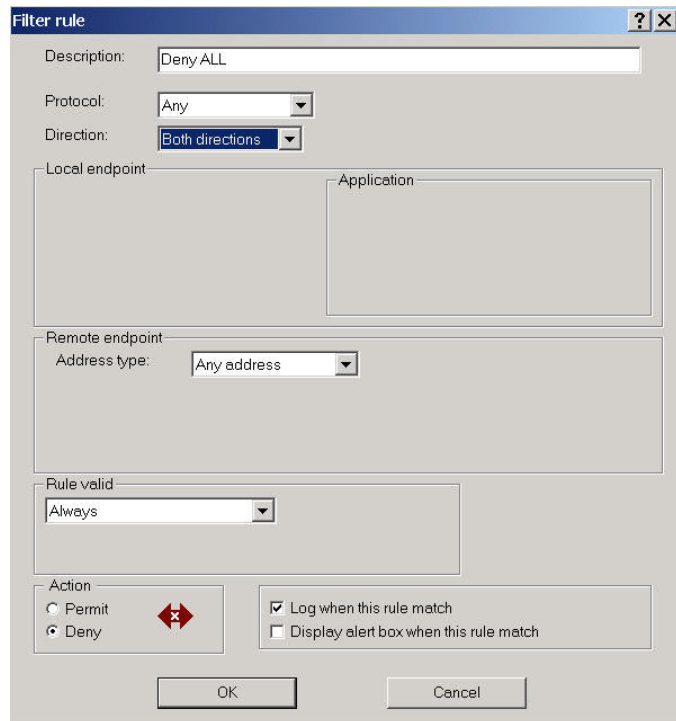 Filter rule
Description: Deny ALL
Protocol: Any
Direction: Both directions
Local endpoint
Application
Remote endpoint
Address type: Any address
Rule valid
Always
Action
Permit
Deny
Log when this rule match
Display alert box when this rule match
OK Cancel